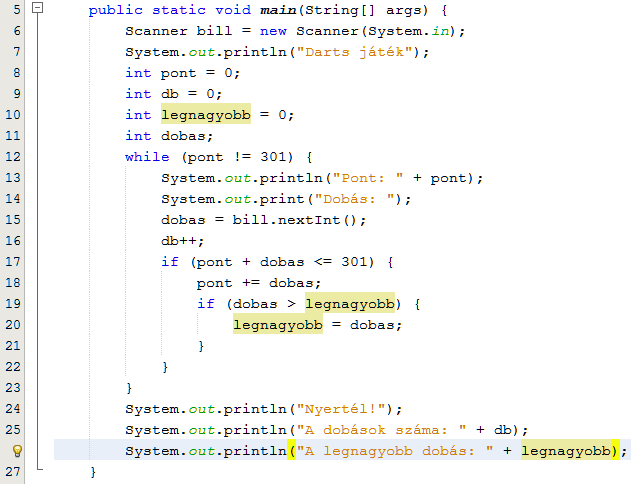 5 public static void main(String[] args) {
6 Scanner bill = new Scanner(System.in);
7 System.out.println("Darts játék");
8 int pont = 0;
9 int db = 0;
10 int legnagyobb = 0;
11 int dobas;
12 while (pont != 301) {
13 System.out.println("Pont: " + pont);
14 System.out.print("Dobás: ");
15 dobas = bill.nextInt();
16 db++;
17 if (pont + dobas <= 301) {
18 pont += dobas;
19 if (dobas > legnagyobb) {
20 legnagyobb = dobas;
21 }
22 }
23 }
24 System.out.println("Nyertél!");
25 System.out.println("A dobások száma: " + db);
System.out.println("A legnagyobb dobás: " + legnagyobb);
27 }